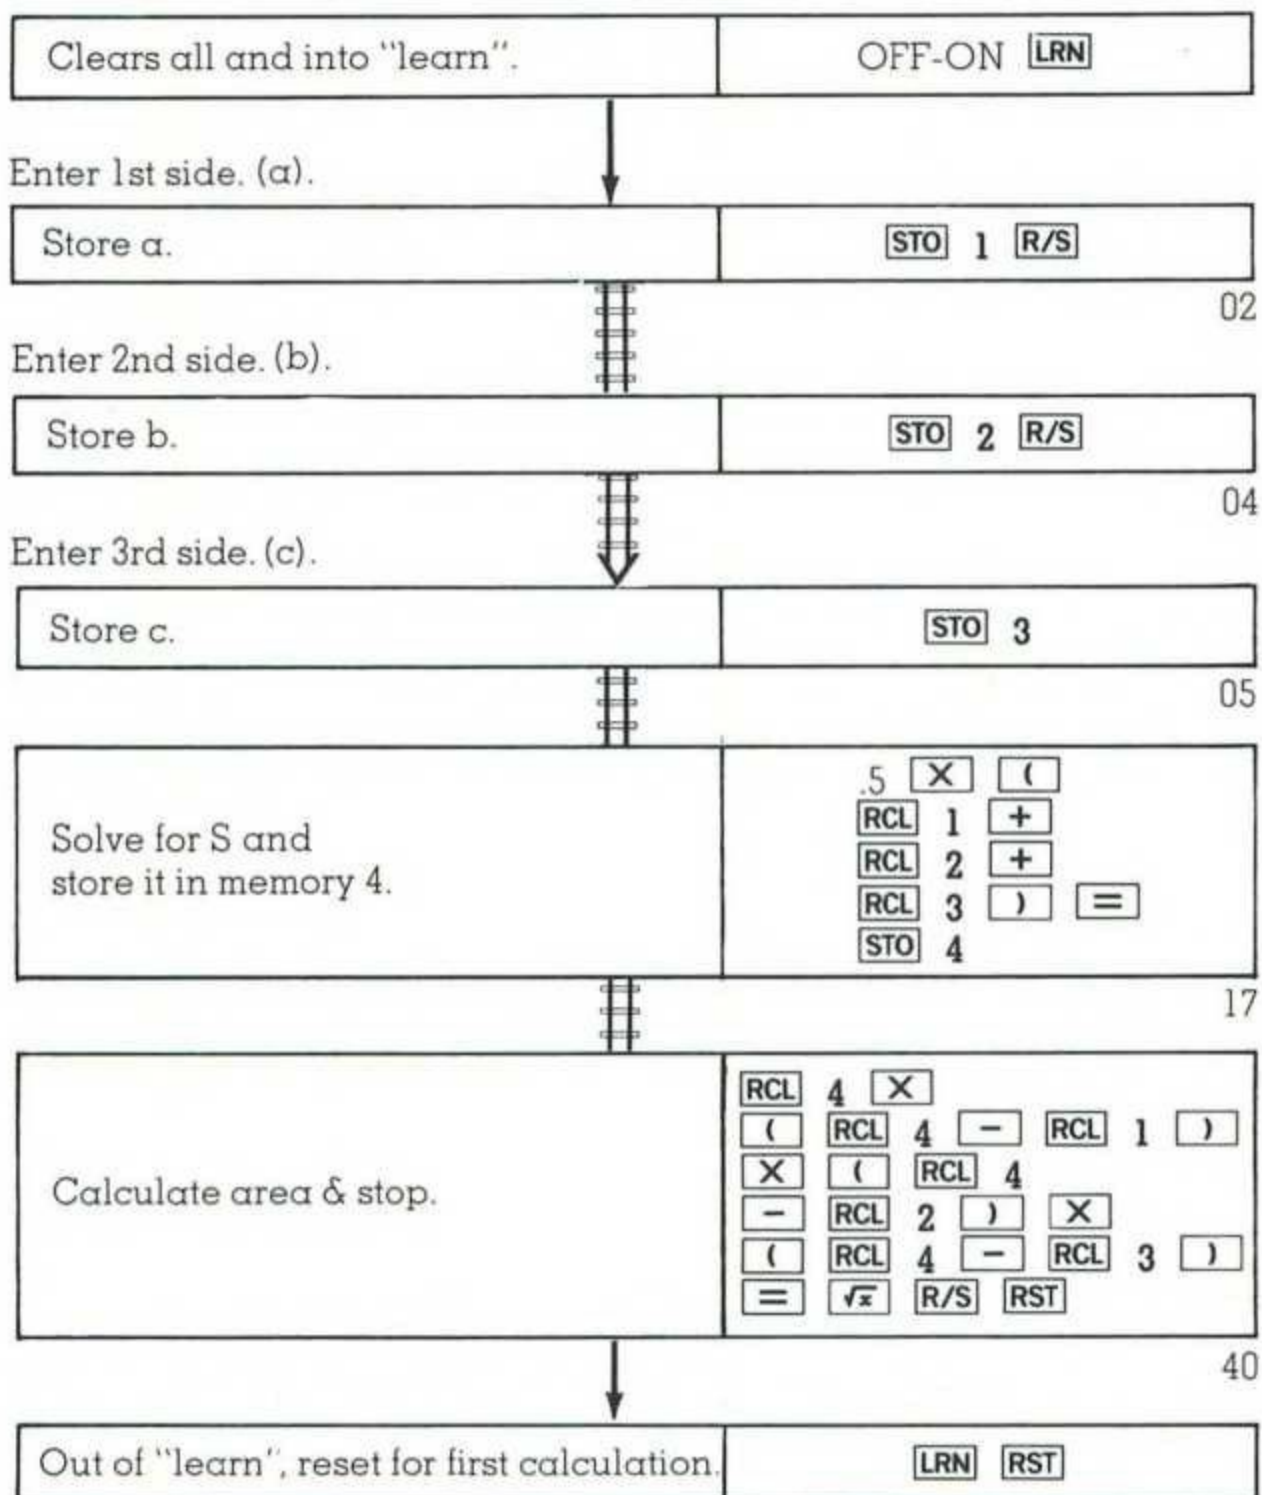 Clears all and into "learn". OFF-ON LRN
Enter 1st side. (a).
Store a. STO 1 R/S
02
Enter 2nd side. (b).
Store b. STO 2 R/S
04
Enter 3rd side. (c).
Store c. STO 3
05
Solve for S and
store it in memory 4.
.5 × (
RCL 1 +
RCL 2 +
RCL 3 ) =
STO 4
17
Calculate area & stop.
RCL 4 ×
( RCL 4 − RCL 1 )
× ( RCL 4
− RCL 2 ) ×
( RCL 4 − RCL 3 )
= √x R/S RST
40
Out of "learn", reset for first calculation. LRN RST